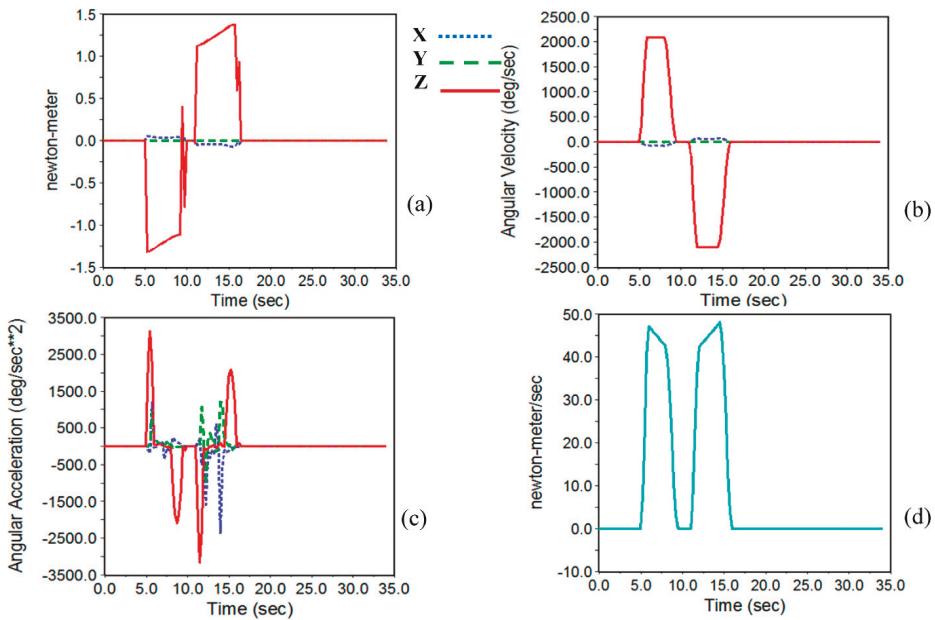 1.5
1.0
0.5
0.0
-0.5
-1.0
-1.5
newton-meter
0.0 5.0 10.0 15.0 20.0 25.0 30.0 35.0
Time (sec)
(a)
X
Y
Z
2500.0
2000.0
1500.0
1000.0
500.0
0.0
-500.0
-1000.0
-1500.0
-2000.0
-2500.0
Angular Velocity (deg/sec)
0.0 5.0 10.0 15.0 20.0 25.0 30.0 35.0
Time (sec)
(b)
3500.0
2500.0
1500.0
500.0
-500.0
-1500.0
-2500.0
-3500.0
Angular Acceleration (deg/sec**2)
0.0 5.0 10.0 15.0 20.0 25.0 30.0 35.0
Time (sec)
(c)
50.0
40.0
30.0
20.0
10.0
0.0
-10.0
newton-meter/sec
0.0 5.0 10.0 15.0 20.0 25.0 30.0 35.0
Time (sec)
(d)